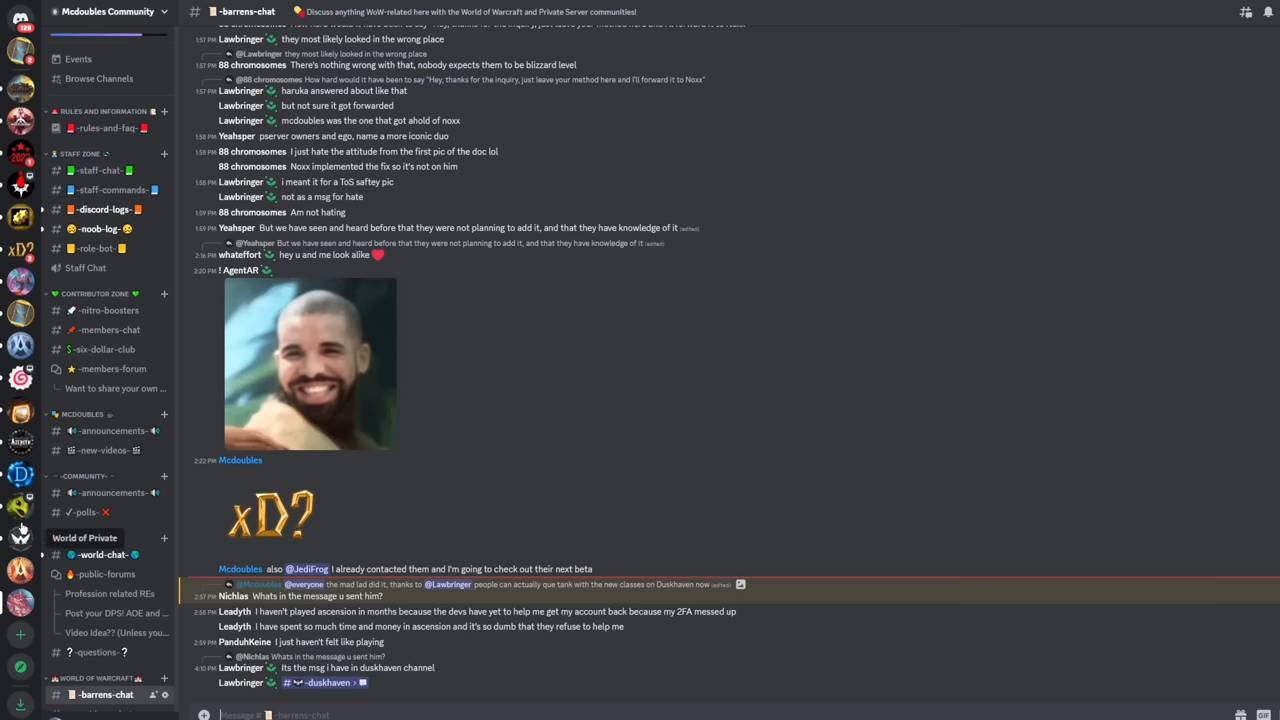 Mcdoubles Community
128
2
1
2
xD?
AZEROTH
D
Events
Browse Channels
RULES AND INFORMATION
-rules-and-faq-
STAFF ZONE
-staff-chat-
-staff-commands-
-discord-logs-
-noob-log-
-role-bot-
Staff Chat
CONTRIBUTOR ZONE
-nitro-boosters
-members-chat
-six-dollar-club
-members-forum
Want to share your own ...
MCDOUBLES
-announcements-
-new-videos-
-COMMUNITY-
-announcements-
-polls-
World of Private
-world-chat-
-public-forums
Profession related REs
Post your DPS! AOE and ...
Video Idea?? (Unless you...
-questions-
WORLD OF WARCRAFT
-barrens-chat
-barrens-chat
Discuss anything WoW-related here with the World of Warcraft and Private Server communities!
1:57 PM Lawbringer they most likely looked in the wrong place
@Lawbringer they most likely looked in the wrong place
1:57 PM 88 chromosomes There's nothing wrong with that, nobody expects them to be blizzard level
@88 chromosomes How hard would it have been to say "Hey, thanks for the inquiry, just leave your method here and I'll forward it to Noxx"
1:57 PM Lawbringer haruka answered about like that
Lawbringer but not sure it got forwarded
Lawbringer mcdoubles was the one that got ahold of noxx
1:58 PM Yeahsper pserver owners and ego, name a more iconic duo
1:58 PM 88 chromosomes I just hate the attitude from the first pic of the doc lol
88 chromosomes Noxx implemented the fix so it's not on him
1:58 PM Lawbringer i meant it for a ToS saftey pic
Lawbringer not as a msg for hate
1:59 PM 88 chromosomes Am not hating
1:59 PM Yeahsper But we have seen and heard before that they were not planning to add it, and that they have knowledge of it (edited)
@Yeahsper But we have seen and heard before that they were not planning to add it, and that they have knowledge of it (edited)
2:16 PM whateffort hey u and me look alike
2:20 PM ! AgentAR
2:22 PM Mcdoubles
xD?
Mcdoubles also @JediFrog I already contacted them and I'm going to check out their next beta
@Mcdoubles @everyone the mad lad did it, thanks to @Lawbringer people can actually que tank with the new classes on Duskhaven now (edited)
2:57 PM Nichlas Whats in the message u sent him?
2:58 PM Leadyth I haven't played ascension in months because the devs have yet to help me get my account back because my 2FA messed up
Leadyth I have spent so much time and money in ascension and it's so dumb that they refuse to help me
2:59 PM PanduhKeine I just haven't felt like playing
@Nichlas Whats in the message u sent him?
4:10 PM Lawbringer Its the msg i have in duskhaven channel
Lawbringer # -duskhaven ›
Message # -barrens-chat
GIF